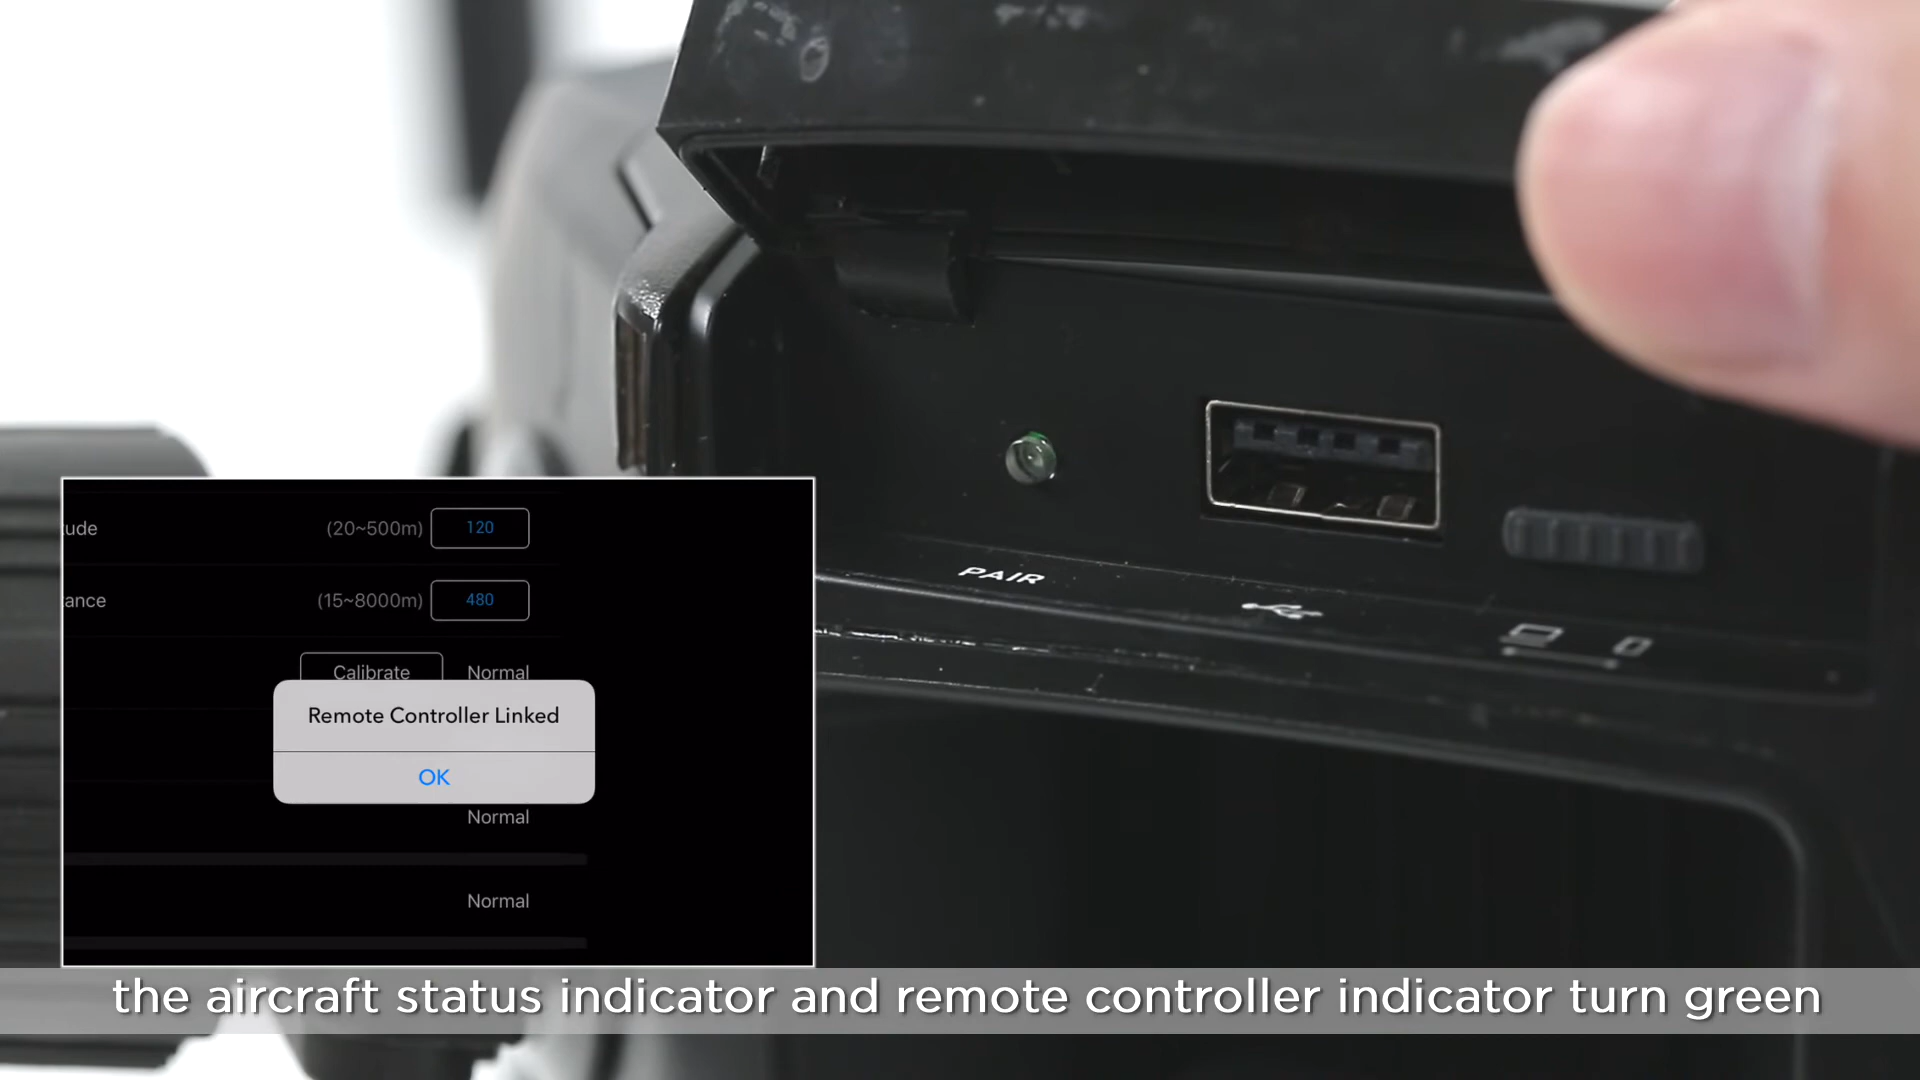 ude (20~500m) 120
ance (15~8000m) 480
Calibrate Normal
Remote Controller Linked
OK
Normal
Normal
PAIR
the aircraft status indicator and remote controller indicator turn green